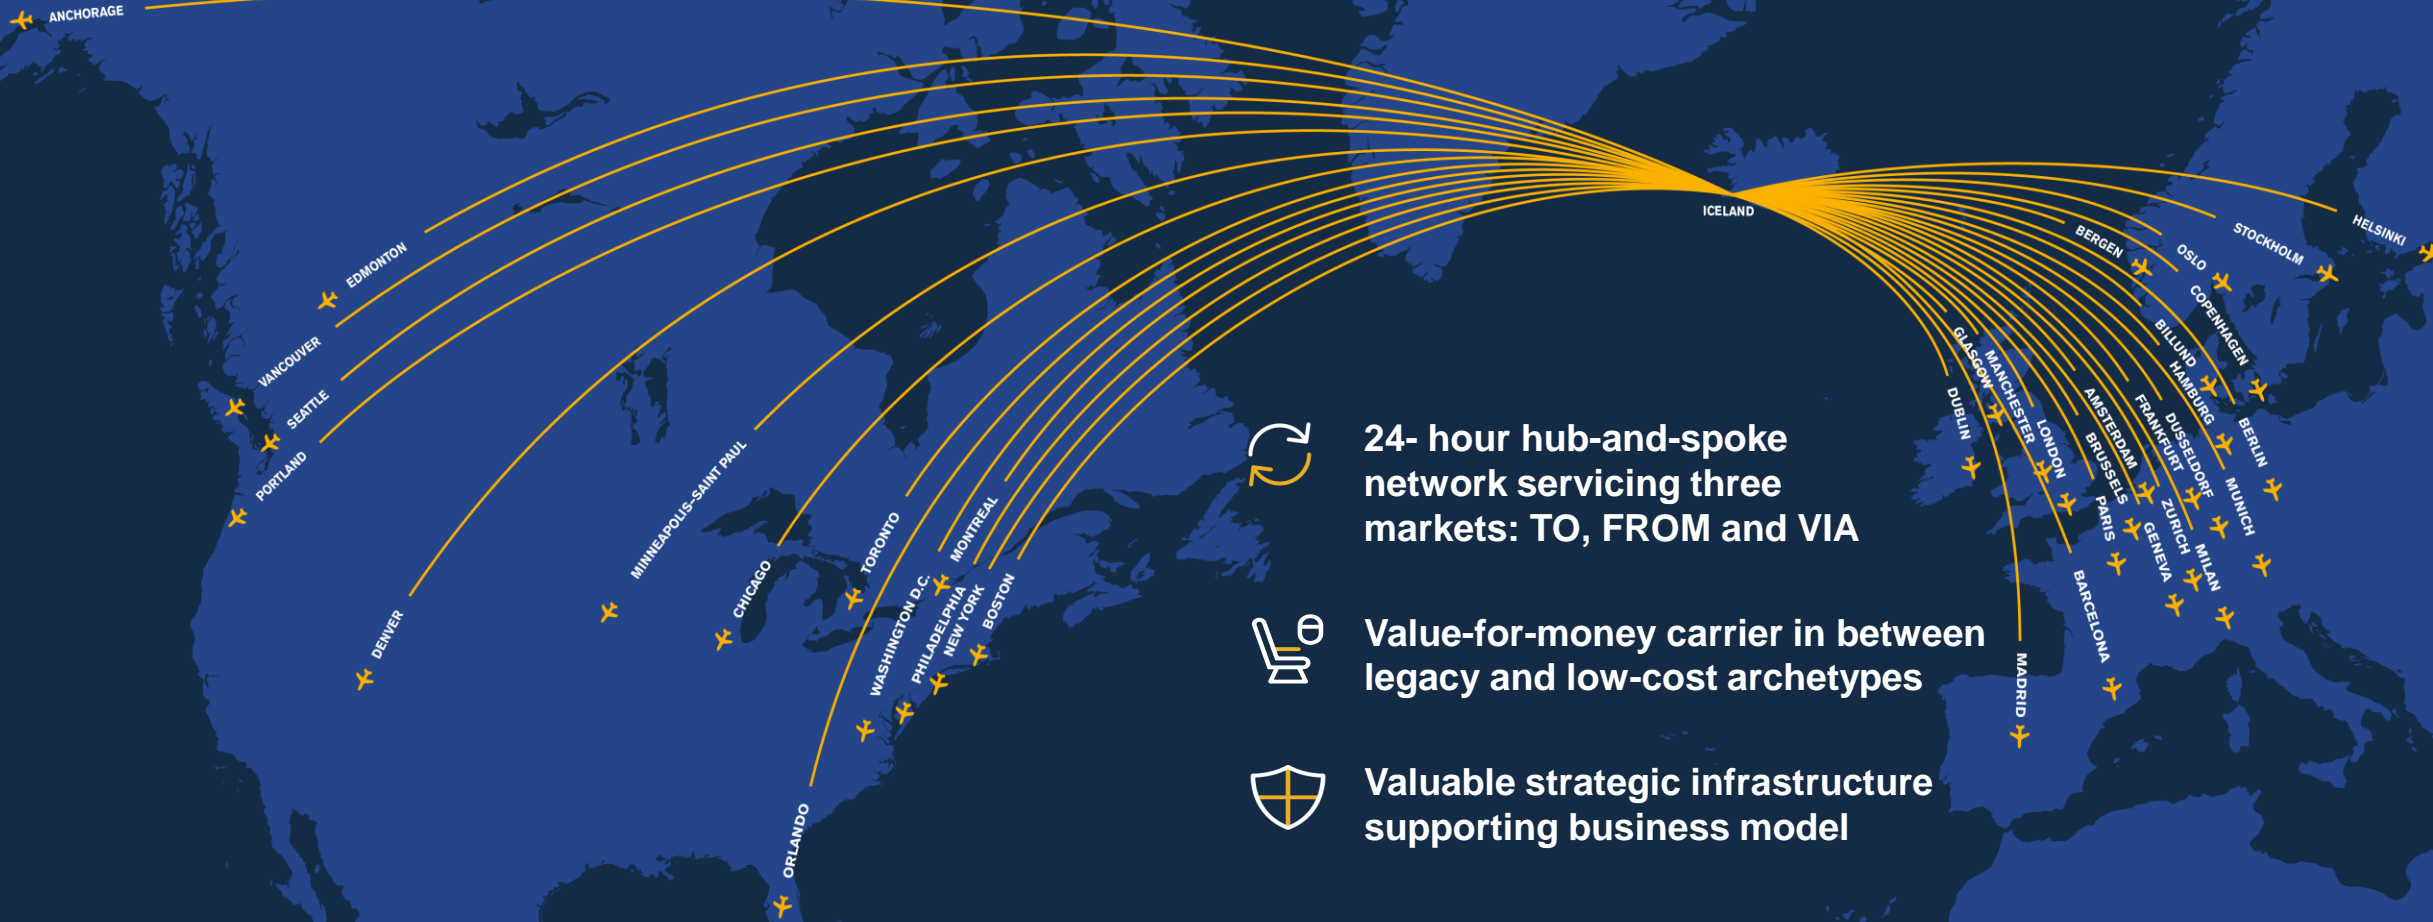 ANCHORAGE
EDMONTON
VANCOUVER
SEATTLE
PORTLAND
DENVER
MINNEAPOLIS–SAINT PAUL
CHICAGO
TORONTO
MONTREAL
WASHINGTON D.C.
PHILADELPHIA
NEW YORK
BOSTON
ORLANDO
ICELAND
HELSINKI
STOCKHOLM
OSLO
BERGEN
COPENHAGEN
BILLUND
HAMBURG
BERLIN
GLASGOW
MANCHESTER
DUBLIN
LONDON
AMSTERDAM
BRUSSELS
FRANKFURT
DUSSELDORF
MUNICH
PARIS
ZURICH
GENEVA
MILAN
BARCELONA
MADRID
24- hour hub-and-spoke
network servicing three
markets: TO, FROM and VIA
Value-for-money carrier in between
legacy and low-cost archetypes
Valuable strategic infrastructure
supporting business model